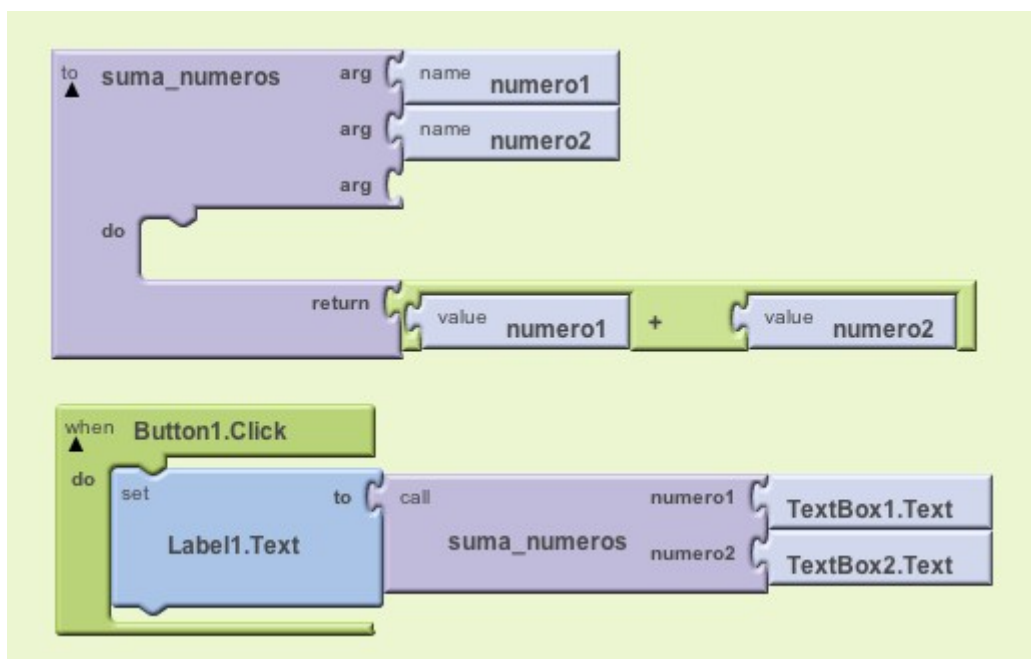 to suma_numeros arg name numero1
arg name numero2
arg
do
return value numero1 + value numero2
when Button1.Click
do set Label1.Text to call suma_numeros numero1 TextBox1.Text
numero2 TextBox2.Text